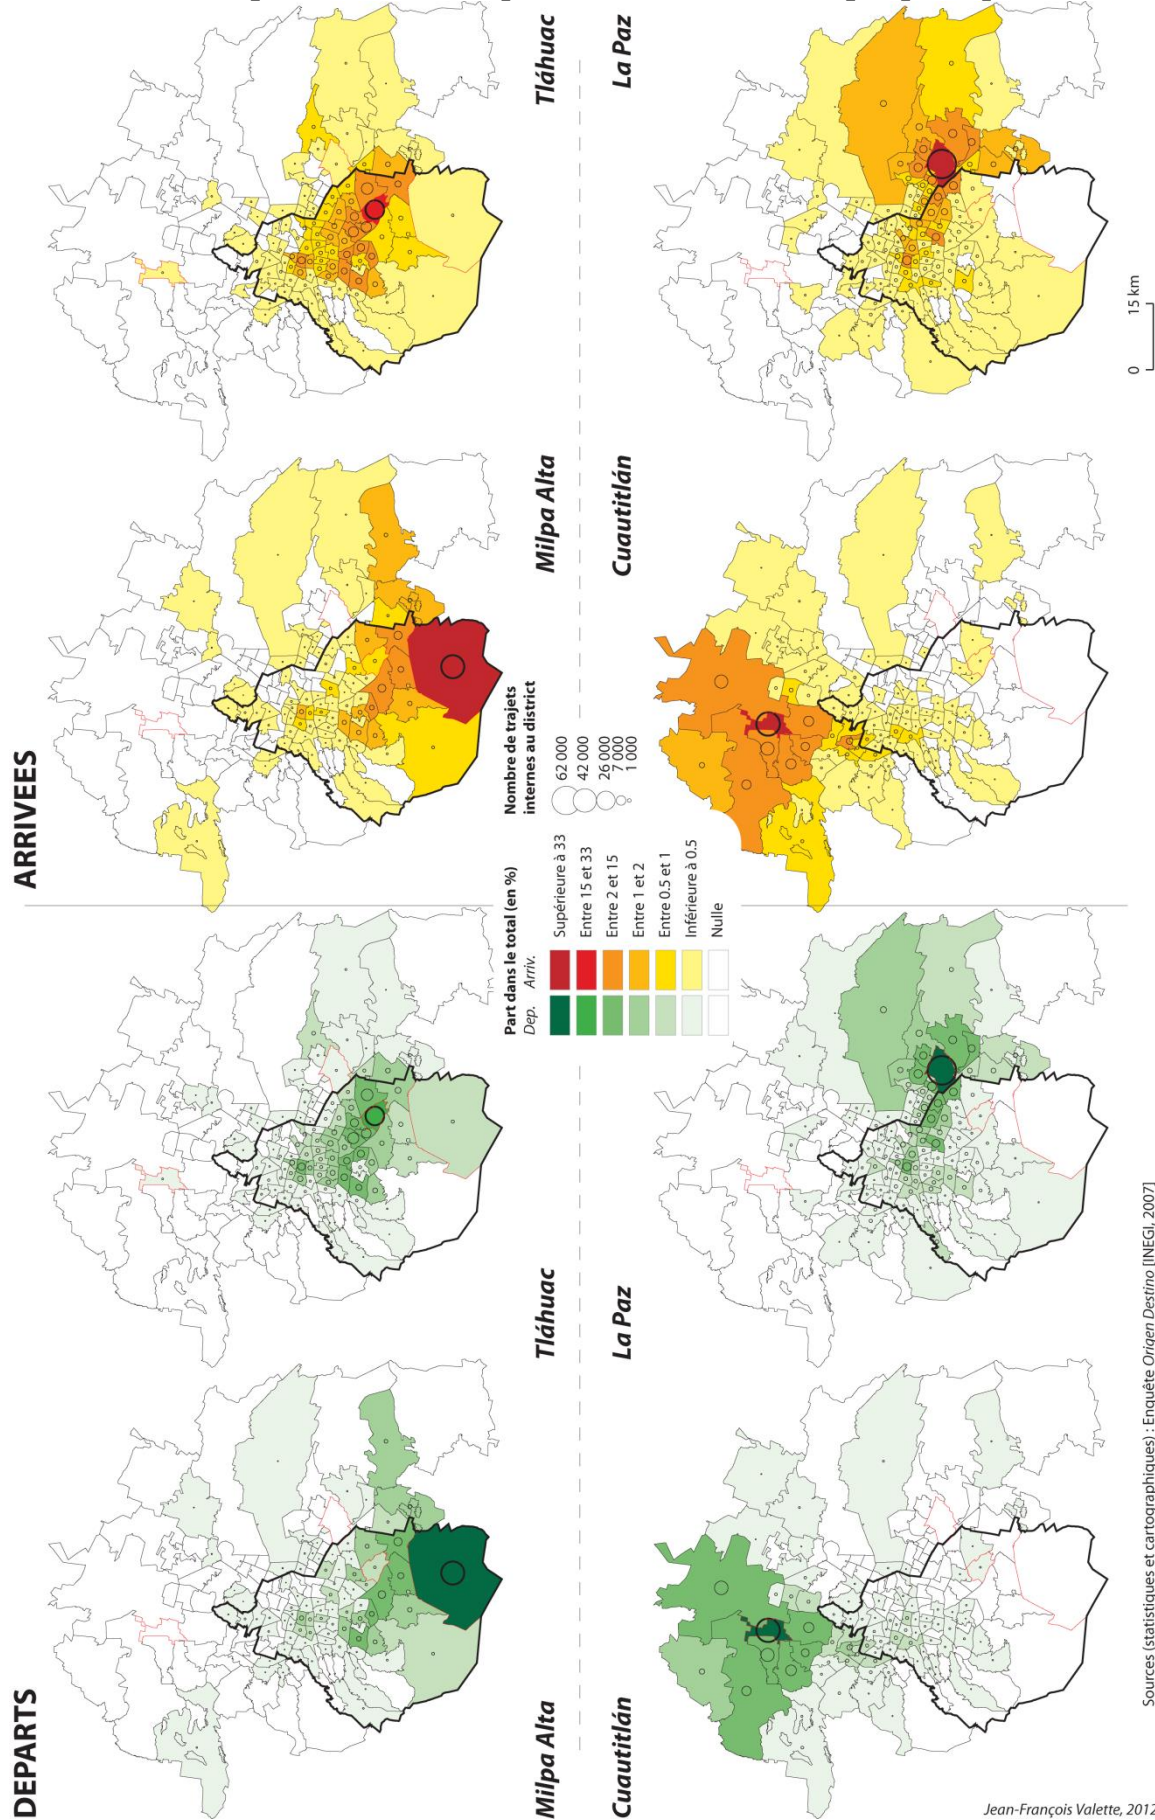 DEPARTS
ARRIVEES
Milpa Alta
Tláhuac
Milpa Alta
Tláhuac
Part dans le total (en %)
Dep.
Arriv.
Supérieure à 33
Entre 15 et 33
Entre 2 et 15
Entre 1 et 2
Entre 0.5 et 1
Inférieure à 0.5
Nulle
Nombre de trajets
internes au district
62 000
42 000
26 000
7 000
1 000
Cuautitlán
La Paz
Cuautitlán
La Paz
0
15 km
Sources (statistiques et cartographiques) : Enquête Origen Destino [INEGI, 2007]
Jean-François Valette, 2012